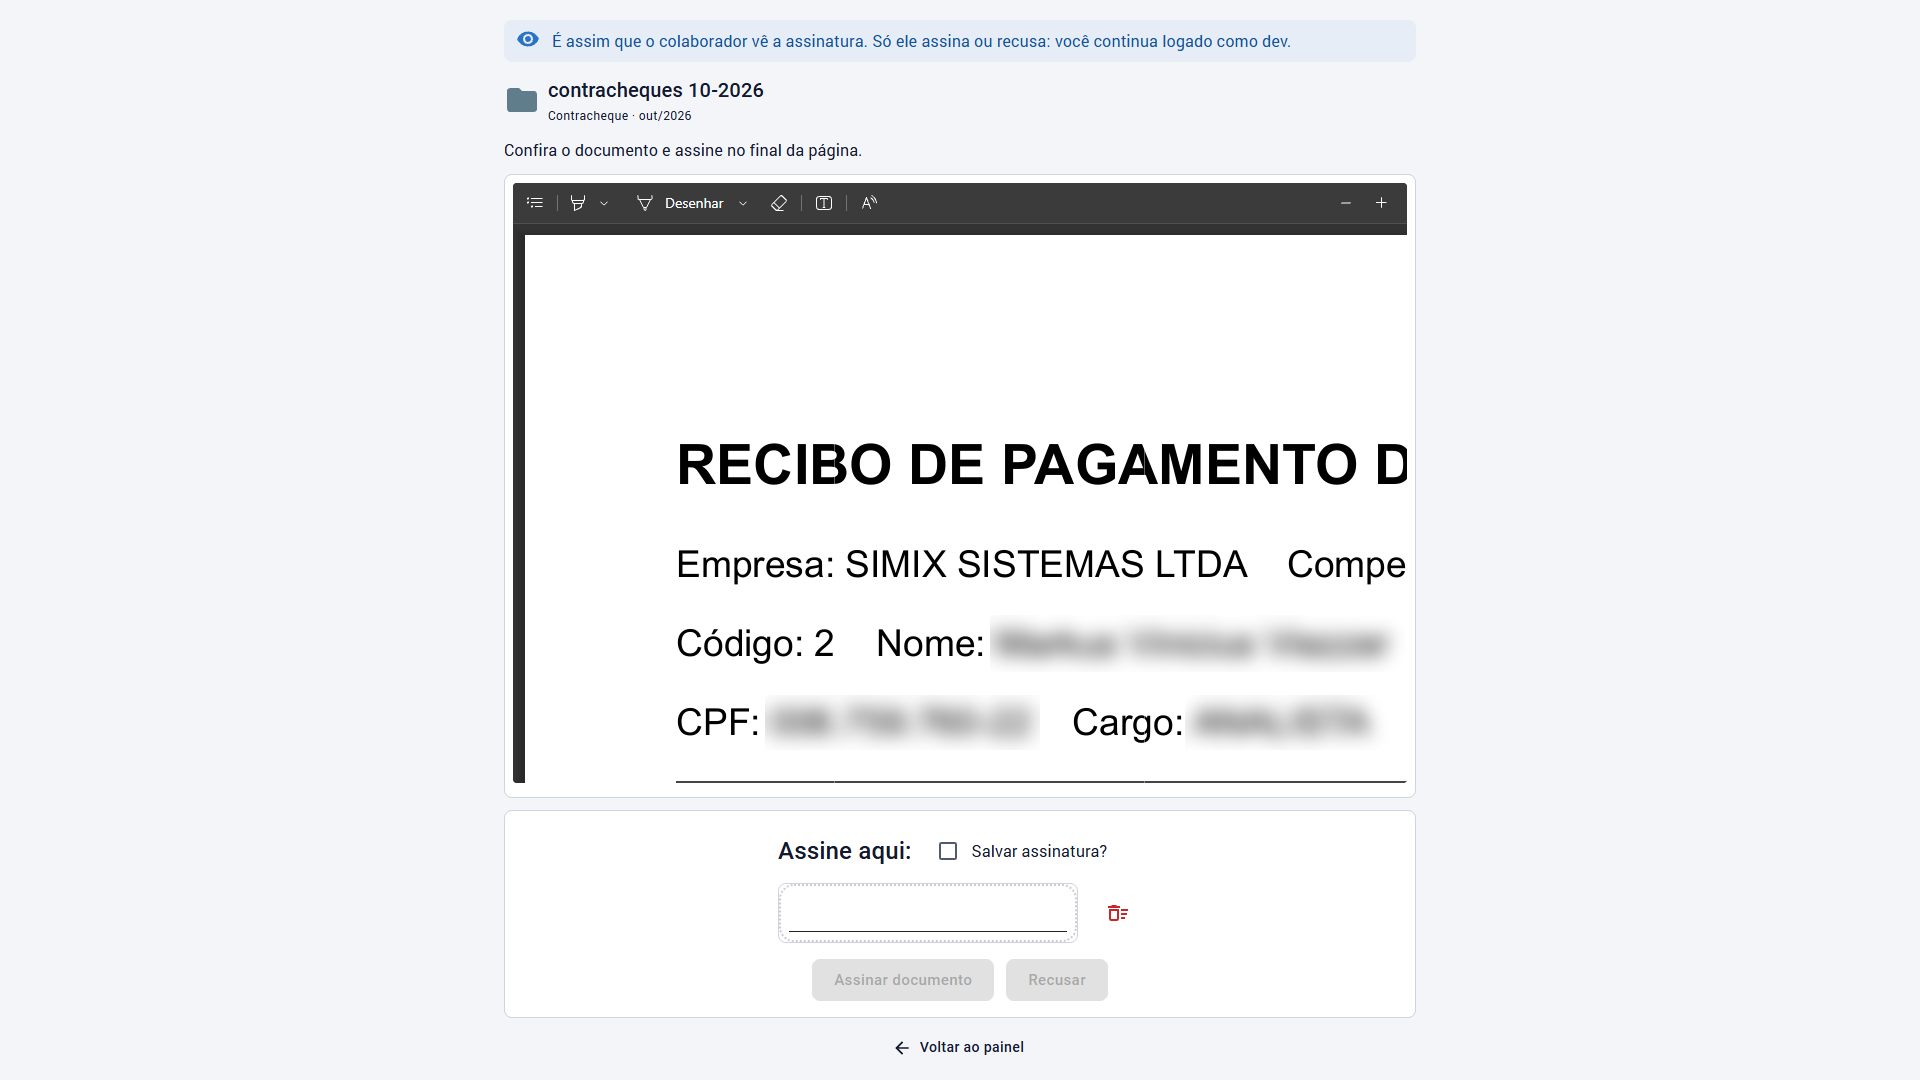 É assim que o colaborador vê a assinatura. Só ele assina ou recusa: você continua logado como dev.
contracheques 10-2026
Contracheque · out/2026
Confira o documento e assine no final da página.
Desenhar
RECIBO DE PAGAMENTO D
Empresa: SIMIX SISTEMAS LTDA Compe
Código: 2 Nome:
CPF: Cargo:
Assine aqui:
Salvar assinatura?
Assinar documento
Recusar
Voltar ao painel